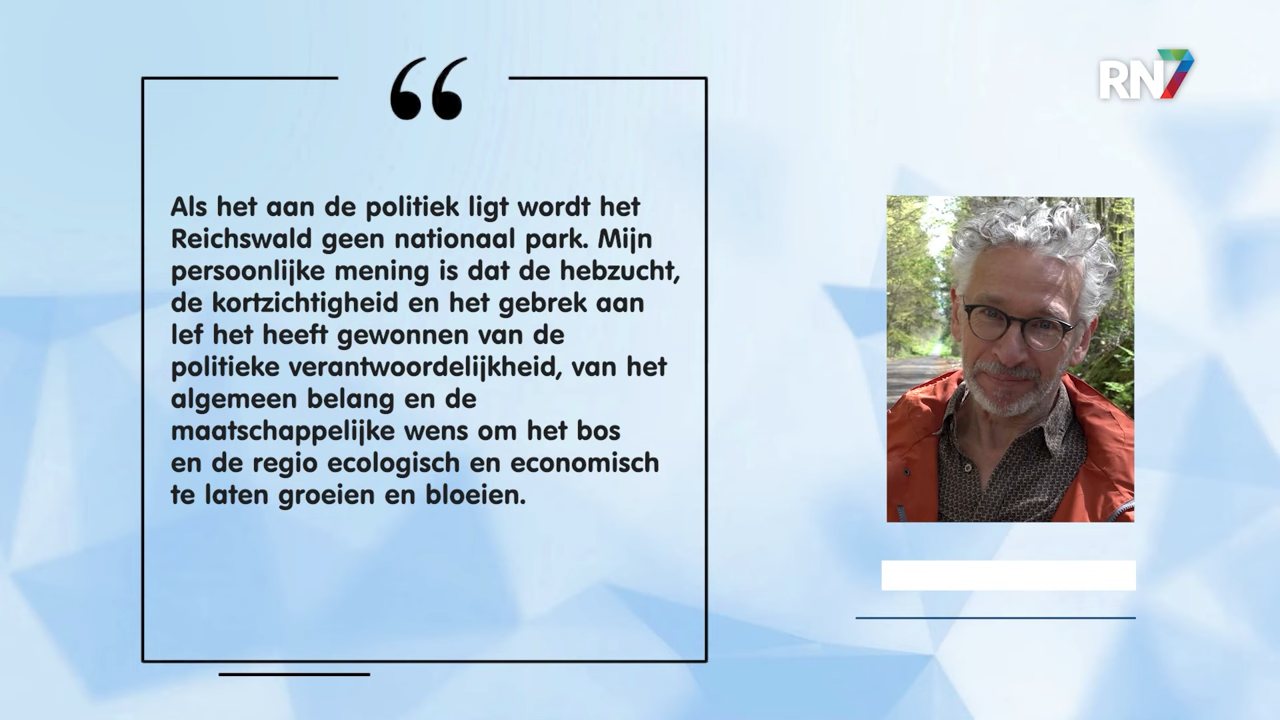 RN7
“
Als het aan de politiek ligt wordt het
Reichswald geen nationaal park. Mijn
persoonlijke mening is dat de hebzucht,
de kortzichtigheid en het gebrek aan
lef het heeft gewonnen van de
politieke verantwoordelijkheid, van het
algemeen belang en de
maatschappelijke wens om het bos
en de regio ecologisch en economisch
te laten groeien en bloeien.